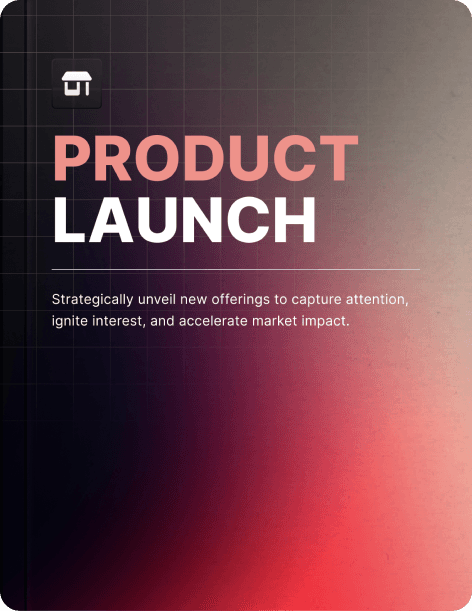 PRODUCT
LAUNCH
Strategically unveil new offerings to capture attention,
ignite interest, and accelerate market impact.